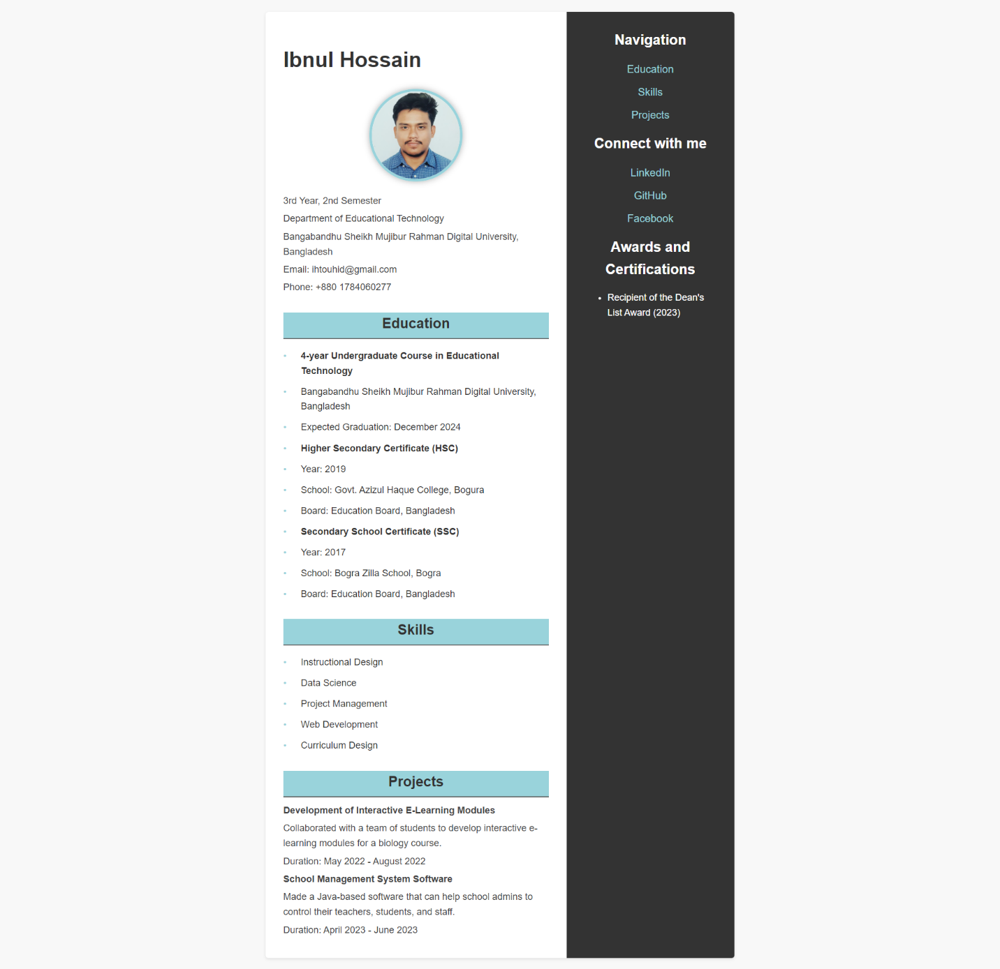 Ibnul Hossain
3rd Year, 2nd Semester
Department of Educational Technology
Bangabandhu Sheikh Mujibur Rahman Digital University,
Bangladesh
Email: ihtouhid@gmail.com
Phone: +880 1784060277
Education
4-year Undergraduate Course in Educational
Technology
Bangabandhu Sheikh Mujibur Rahman Digital University,
Bangladesh
Expected Graduation: December 2024
Higher Secondary Certificate (HSC)
Year: 2019
School: Govt. Azizul Haque College, Bogura
Board: Education Board, Bangladesh
Secondary School Certificate (SSC)
Year: 2017
School: Bogra Zilla School, Bogra
Board: Education Board, Bangladesh
Skills
Instructional Design
Data Science
Project Management
Web Development
Curriculum Design
Projects
Development of Interactive E-Learning Modules
Collaborated with a team of students to develop interactive e-
learning modules for a biology course.
Duration: May 2022 - August 2022
School Management System Software
Made a Java-based software that can help school admins to
control their teachers, students, and staff.
Duration: April 2023 - June 2023
Navigation
Education
Skills
Projects
Connect with me
LinkedIn
GitHub
Facebook
Awards and
Certifications
Recipient of the Dean's
List Award (2023)